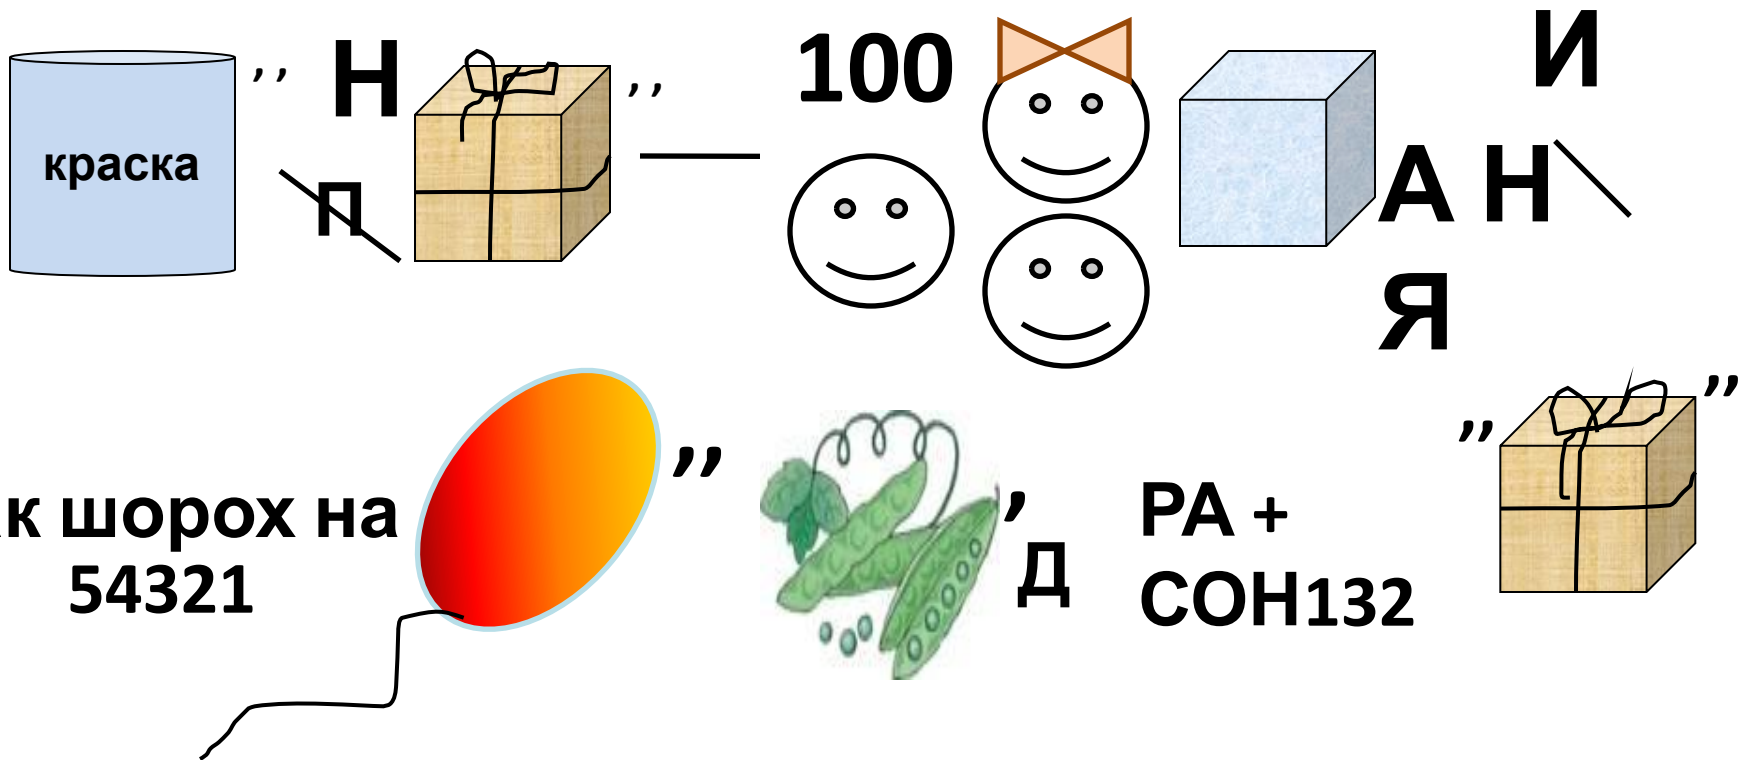 краска ,, Н ,, 100 И
П А Н
Я
к шорох на ,, , ,, ,,
54321 Д РА +
СОН132